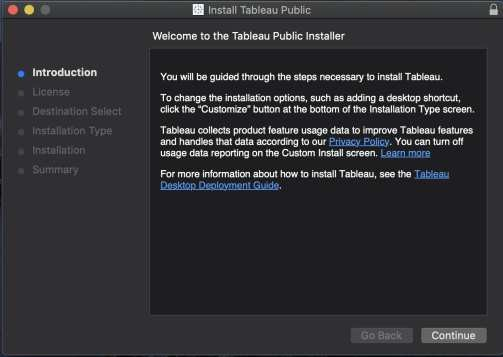 Install Tableau Public
Welcome to the Tableau Public Installer
Introduction
License
Destination Select
Installation Type
Installation
Summary
You will be guided through the steps necessary to install Tableau.
To change the installation options, such as adding a desktop shortcut,
click the “Customize” button at the bottom of the Installation Type screen.
Tableau collects product feature usage data to improve Tableau features
and handles that data according to our Privacy Policy. You can turn off
usage data reporting on the Custom Install screen. Learn more
For more information about how to install Tableau, see the Tableau
Desktop Deployment Guide.
Go Back
Continue